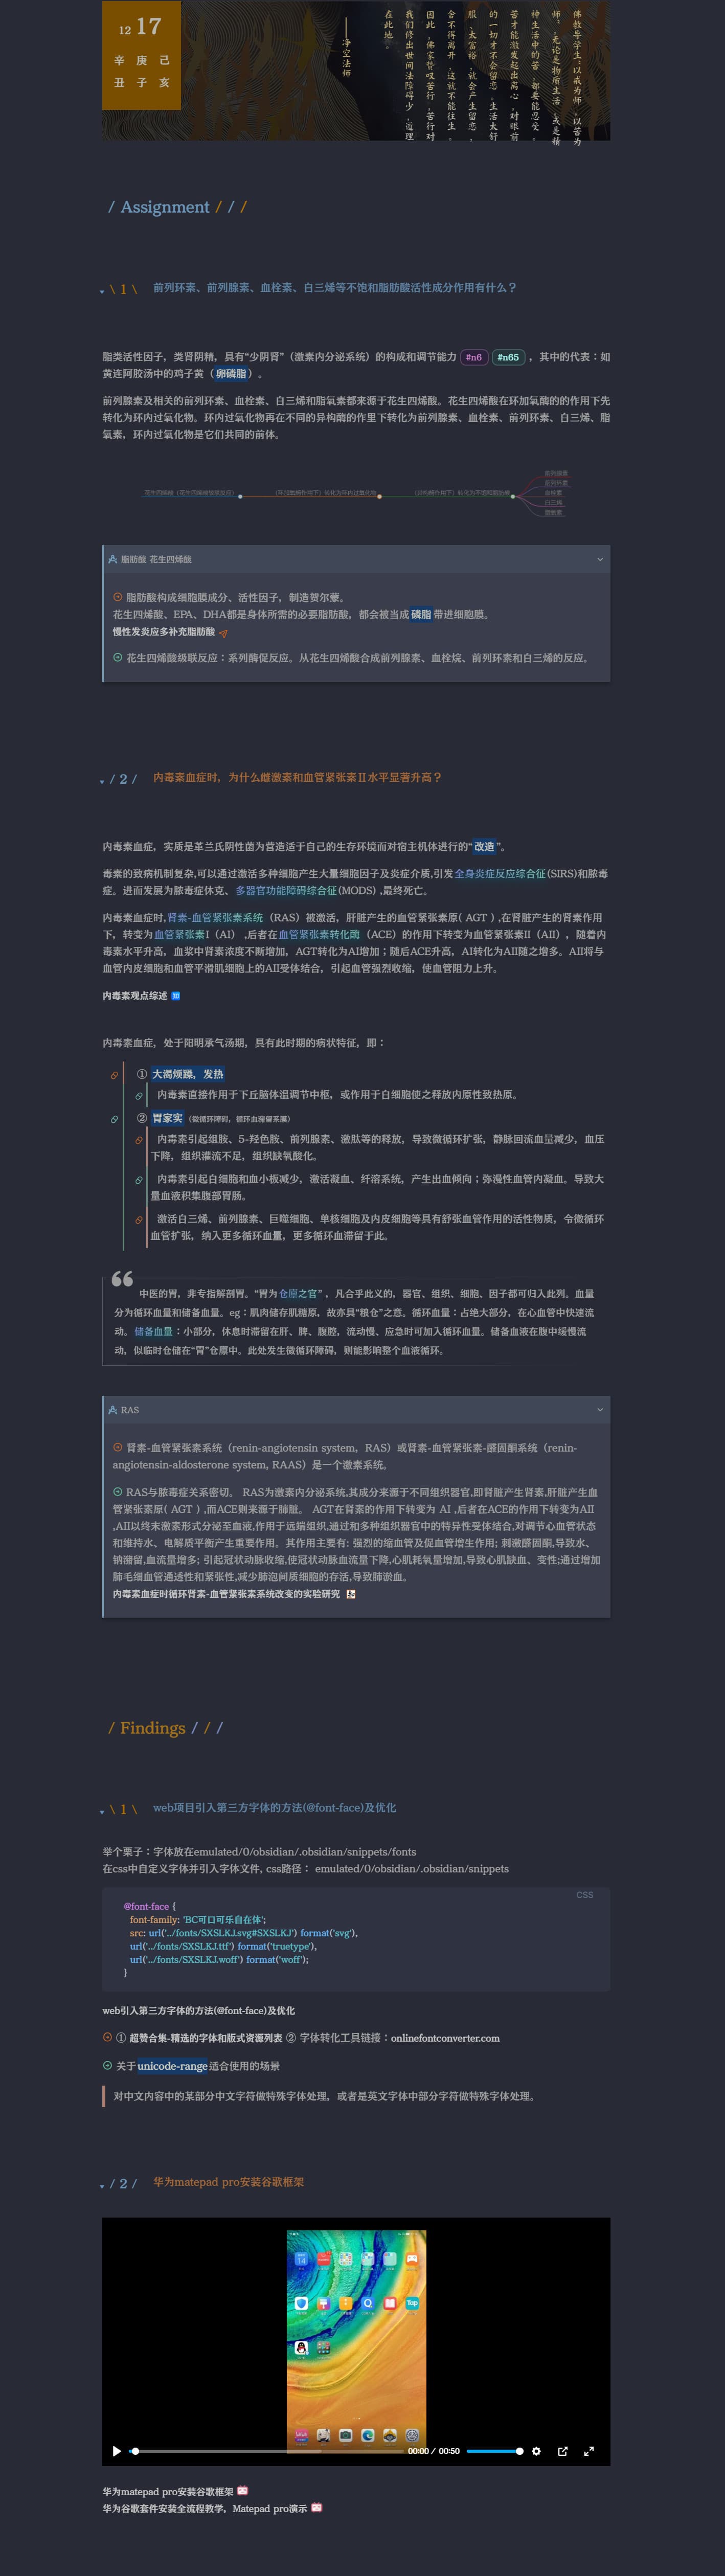 12 17
辛 庚 己
丑 子 亥
佛教导学生:以戒为师,以苦为
师。无论是物质生活,或是精
神生活中的苦,都要能忍受。
苦才能激发起出离心,对眼前
的一切才不会留恋。生活太舒
服、太富裕,就会产生留恋,
舍不得离开,这就不能往生。
因此,佛家赞叹苦行,苦行对
我们修出世间法障碍少,道理
在此地。
——净空法师
/ Assignment / / /
\ 1 \ 前列环素、前列腺素、血栓素、白三烯等不饱和脂肪酸活性成分作用有什么?
脂类活性因子,类肾阴精,具有“少阴肾”(激素内分泌系统)的构成和调节能力 #n6 #n65 ,其中的代表:如
黄连阿胶汤中的鸡子黄(卵磷脂)。
前列腺素及相关的前列环素、血栓素、白三烯和脂氧素都来源于花生四烯酸。花生四烯酸在环加氧酶的的作用下先
转化为环内过氧化物。环内过氧化物再在不同的异构酶的作里下转化为前列腺素、血栓素、前列环素、白三烯、脂
氧素,环内过氧化物是它们共同的前体。
花生四烯酸(花生四烯酸级联反应)
(环加氧酶作用下)转化为环内过氧化物
前列腺素
前列环素
血栓素
白三烯
脂氧素
脂肪酸 花生四烯酸
脂肪酸构成细胞膜成分、活性因子,制造贺尔蒙。
花生四烯酸、EPA、DHA都是身体所需的必要脂肪酸,都会被当成磷脂带进细胞膜。
慢性发炎应多补充脂肪酸
花生四烯酸级联反应:系列酶促反应。从花生四烯酸合成前列腺素、血栓烷、前列环素和白三烯的反应。
/ 2 / 内毒素血症时,为什么雌激素和血管紧张素Ⅱ水平显著升高?
内毒素血症,实质是革兰氏阴性菌为营造适于自己的生存环境而对宿主机体进行的“改造”。
毒素的致病机制复杂,可以通过激活多种细胞产生大量细胞因子及炎症介质,引发全身炎症反应综合征(SIRS)和脓毒
症。进而发展为脓毒症休克、多器官功能障碍综合征(MODS) ,最终死亡。
内毒素血症时,肾素-血管紧张素系统(RAS)被激活,肝脏产生的血管紧张素原( AGT ) ,在肾脏产生的肾素作用
下,转变为血管紧张素I(AI) ,后者在血管紧张素转化酶(ACE)的作用下转变为血管紧张素II(AII),随着内
毒素水平升高,血浆中肾素浓度不断增加,AGT转化为AI增加;随后ACE升高,AI转化为AII随之增多。AII将与
血管内皮细胞和血管平滑肌细胞上的AII受体结合,引起血管强烈收缩,使血管阻力上升。
内毒素观点综述 知
内毒素血症,处于阳明承气汤期,具有此时期的病状特征,即:
① 大渴烦躁,发热
内毒素直接作用于下丘脑体温调节中枢,或作用于白细胞使之释放内原性致热原。
② 胃家实(微循环障碍,循环血潴留系膜)
内毒素引起组胺、5-羟色胺、前列腺素、激肽等的释放,导致微循环扩张,静脉回流血量减少,血压
下降,组织灌流不足,组织缺氧酸化。
内毒素引起白细胞和血小板减少,激活凝血、纤溶系统,产生出血倾向;弥漫性血管内凝血。导致大
量血液积集腹部胃肠。
激活白三烯、前列腺素、巨噬细胞、单核细胞及内皮细胞等具有舒张血管作用的活性物质,令微循环
血管扩张,纳入更多循环血量,更多循环血滞留于此。
中医的胃,非专指解剖胃。“胃为仓廪之官”,凡合乎此义的,器官、组织、细胞、因子都可归入此列。血量
分为循环血量和储备血量。eg:肌肉储存肌糖原,故亦具“粮仓”之意。循环血量:占绝大部分,在心血管中快速流
动。储备血量:小部分,休息时滞留在肝、脾、腹腔,流动慢、应急时可加入循环血量。储备血液在腹中缓慢流
动,似临时仓储在“胃”仓廪中。此处发生微循环障碍,则能影响整个血液循环。
RAS
肾素-血管紧张素系统(renin-angiotensin system,RAS)或肾素-血管紧张素-醛固酮系统(renin-
angiotensin-aldosterone system, RAAS)是一个激素系统。
RAS与脓毒症关系密切。 RAS为激素内分泌系统,其成分来源于不同组织器官,即肾脏产生肾素,肝脏产生血
管紧张素原( AGT ) ,而ACE则来源于肺脏。 AGT在肾素的作用下转变为 AI ,后者在ACE的作用下转变为AII
,AII以终末激素形式分泌至血液,作用于远端组织,通过和多种组织器官中的特异性受体结合,对调节心血管状态
和维持水、电解质平衡产生重要作用。其作用主要有: 强烈的缩血管及促血管增生作用; 刺激醛固酮,导致水、
钠潴留,血流量增多; 引起冠状动脉收缩,使冠状动脉血流量下降,心肌耗氧量增加,导致心肌缺血、变性;通过增加
肺毛细血管通透性和紧张性,减少肺泡间质细胞的存活,导致肺淤血。
内毒素血症时循环肾素-血管紧张素系统改变的实验研究
/ Findings / / /
\ 1 \ web项目引入第三方字体的方法(@font-face)及优化
举个栗子:字体放在emulated/0/obsidian/.obsidian/snippets/fonts
在css中自定义字体并引入字体文件, css路径: emulated/0/obsidian/.obsidian/snippets
CSS
@font-face {
font-family: 'BC可口可乐自在体';
src: url('../fonts/SXSLKJ.svg#SXSLKJ') format('svg'),
url('../fonts/SXSLKJ.ttf') format('truetype'),
url('../fonts/SXSLKJ.woff') format('woff');
}
web引入第三方字体的方法(@font-face)及优化
① 超赞合集-精选的字体和版式资源列表 ② 字体转化工具链接:onlinefontconverter.com
关于unicode-range适合使用的场景
对中文内容中的某部分中文字符做特殊字体处理,或者是英文字体中部分字符做特殊字体处理。
/ 2 / 华为matepad pro安装谷歌框架
14
Top
00:00 / 00:50
华为matepad pro安装谷歌框架
华为谷歌套件安装全流程教学,Matepad pro演示